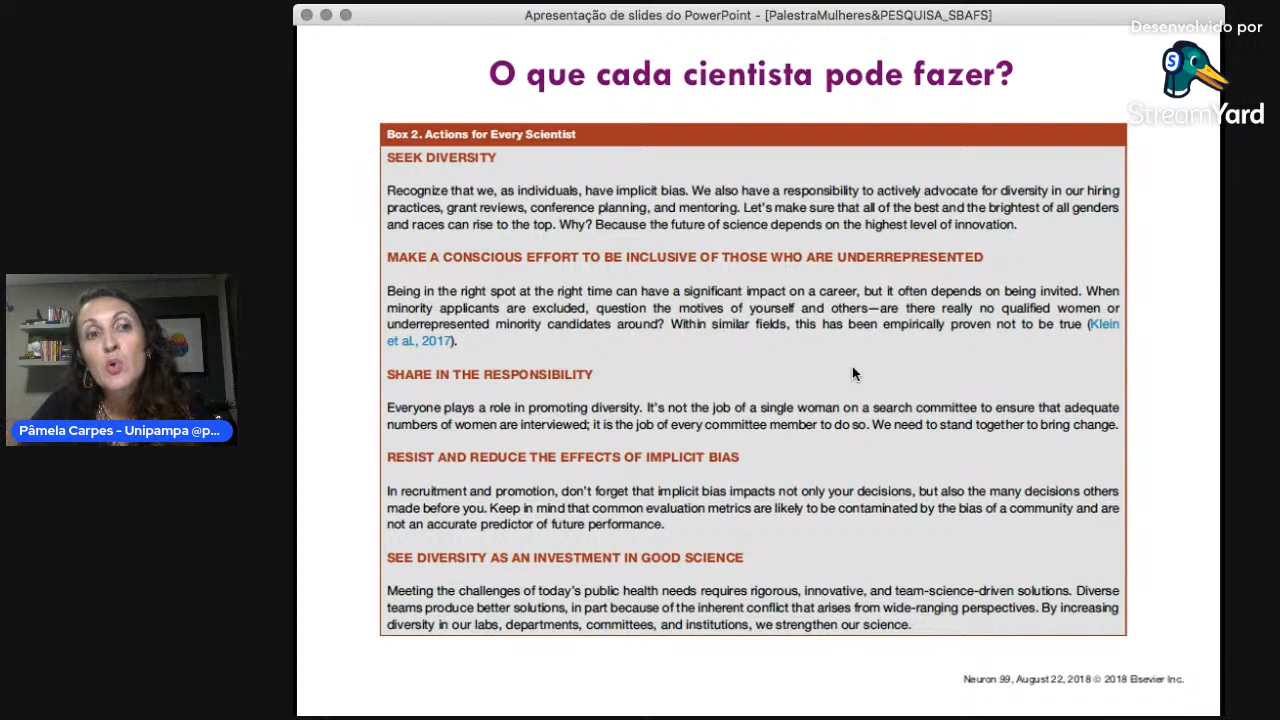 Apresentação de slides do PowerPoint - [PalestraMulheres&PESQUISA_SBAFS]
Desenvolvido por
StreamYard
O que cada cientista pode fazer?
Box 2. Actions for Every Scientist
SEEK DIVERSITY
Recognize that we, as individuals, have implicit bias. We also have a responsibility to actively advocate for diversity in our hiring
practices, grant reviews, conference planning, and mentoring. Let's make sure that all of the best and the brightest of all genders
and races can rise to the top. Why? Because the future of science depends on the highest level of innovation.
MAKE A CONSCIOUS EFFORT TO BE INCLUSIVE OF THOSE WHO ARE UNDERREPRESENTED
Being in the right spot at the right time can have a significant impact on a career, but it often depends on being invited. When
minority applicants are excluded, question the motives of yourself and others—are there really no qualified women or
underrepresented minority candidates around? Within similar fields, this has been empirically proven not to be true (Klein
et al., 2017).
SHARE IN THE RESPONSIBILITY
Everyone plays a role in promoting diversity. It's not the job of a single woman on a search committee to ensure that adequate
numbers of women are interviewed; it is the job of every committee member to do so. We need to stand together to bring change.
RESIST AND REDUCE THE EFFECTS OF IMPLICIT BIAS
In recruitment and promotion, don't forget that implicit bias impacts not only your decisions, but also the many decisions others
made before you. Keep in mind that common evaluation metrics are likely to be contaminated by the bias of a community and are
not an accurate predictor of future performance.
SEE DIVERSITY AS AN INVESTMENT IN GOOD SCIENCE
Meeting the challenges of today's public health needs requires rigorous, innovative, and team-science-driven solutions. Diverse
teams produce better solutions, in part because of the inherent conflict that arises from wide-ranging perspectives. By increasing
diversity in our labs, departments, committees, and institutions, we strengthen our science.
Neuron 99, August 22, 2018 © 2018 Elsevier Inc.
Pâmela Carpes - Unipampa @p...